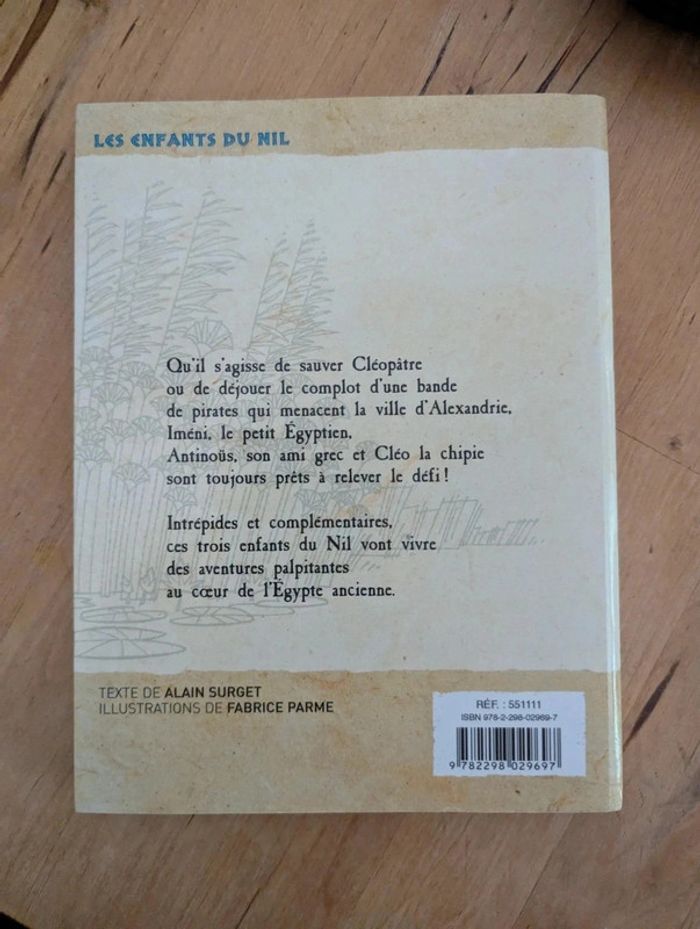 LES ENFANTS DU NIL
Qu'il s'agisse de sauver Cléopâtre
ou de déjouer le complot d'une bande
de pirates qui menacent la ville d'Alexandrie,
Iméni, le petit Égyptien,
Antinoüs, son ami grec et Cléo la chipie
sont toujours prêts à relever le défi !
Intrépides et complémentaires,
ces trois enfants du Nil vont vivre
des aventures palpitantes
au cœur de l'Égypte ancienne.
TEXTE DE ALAIN SURGET
ILLUSTRATIONS DE FABRICE PARME
RÉF. : 551111
ISBN 978-2-298-02969-7
9 782298 029697